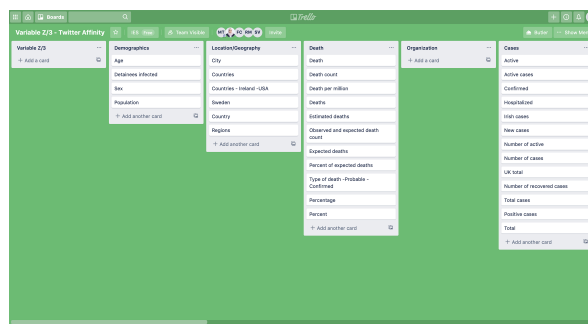 Boards
Trello
Variable Z/3 - Twitter Affinity
Free
Team Visible
MT
FC
RM
SV
Invite
Butler
Show Men
Variable Z/3
+ Add a card
Demographics
Age
Detainees infected
Sex
Population
+ Add another card
Location/Geography
City
Countries
Countries - Ireland -USA
Sweden
Country
Regions
+ Add another card
Death
Death
Death count
Death per million
Deaths
Estimated deaths
Observed and expected death
count
Expected deaths
Percent of expected deaths
Type of death -Probable -
Confirmed
Percentage
Percent
+ Add another card
Organization
+ Add a card
Cases
Active
Active cases
Confirmed
Hospitalized
Irish cases
New cases
Number of active
Number of cases
UK total
Number of recovered cases
Total cases
Positive cases
Total
+ Add another card